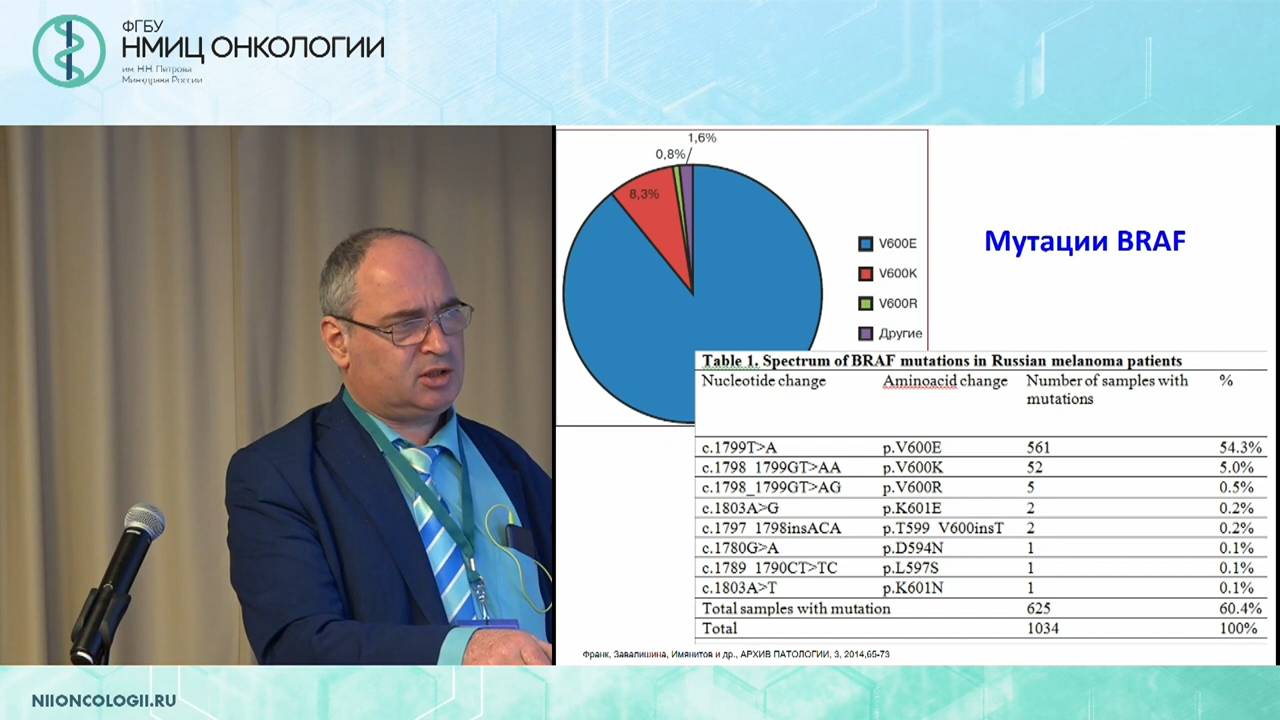 ФГБУ
НМИЦ ОНКОЛОГИИ
им. Н.Н. Петрова
Минздрава России
1,6%
0,8%
8,3%
V600E
V600K
V600R
Другие
Мутации BRAF
Table 1. Spectrum of BRAF mutations in Russian melanoma patients
Nucleotide change Aminoacid change Number of samples with mutations %
c.1799T>A p.V600E 561 54.3%
c.1798_1799GT>AA p.V600K 52 5.0%
c.1798_1799GT>AG p.V600R 5 0.5%
c.1803A>G p.K601E 2 0.2%
c.1797_1798insACA p.T599_V600insT 2 0.2%
c.1780G>A p.D594N 1 0.1%
c.1789_1790CT>TC p.L597S 1 0.1%
c.1803A>T p.K601N 1 0.1%
Total samples with mutation 625 60.4%
Total 1034 100%
Франк, Завалишина, Имянитов и др., АРХИВ ПАТОЛОГИИ, 3, 2014,65-73
NIIONCOLOGII.RU